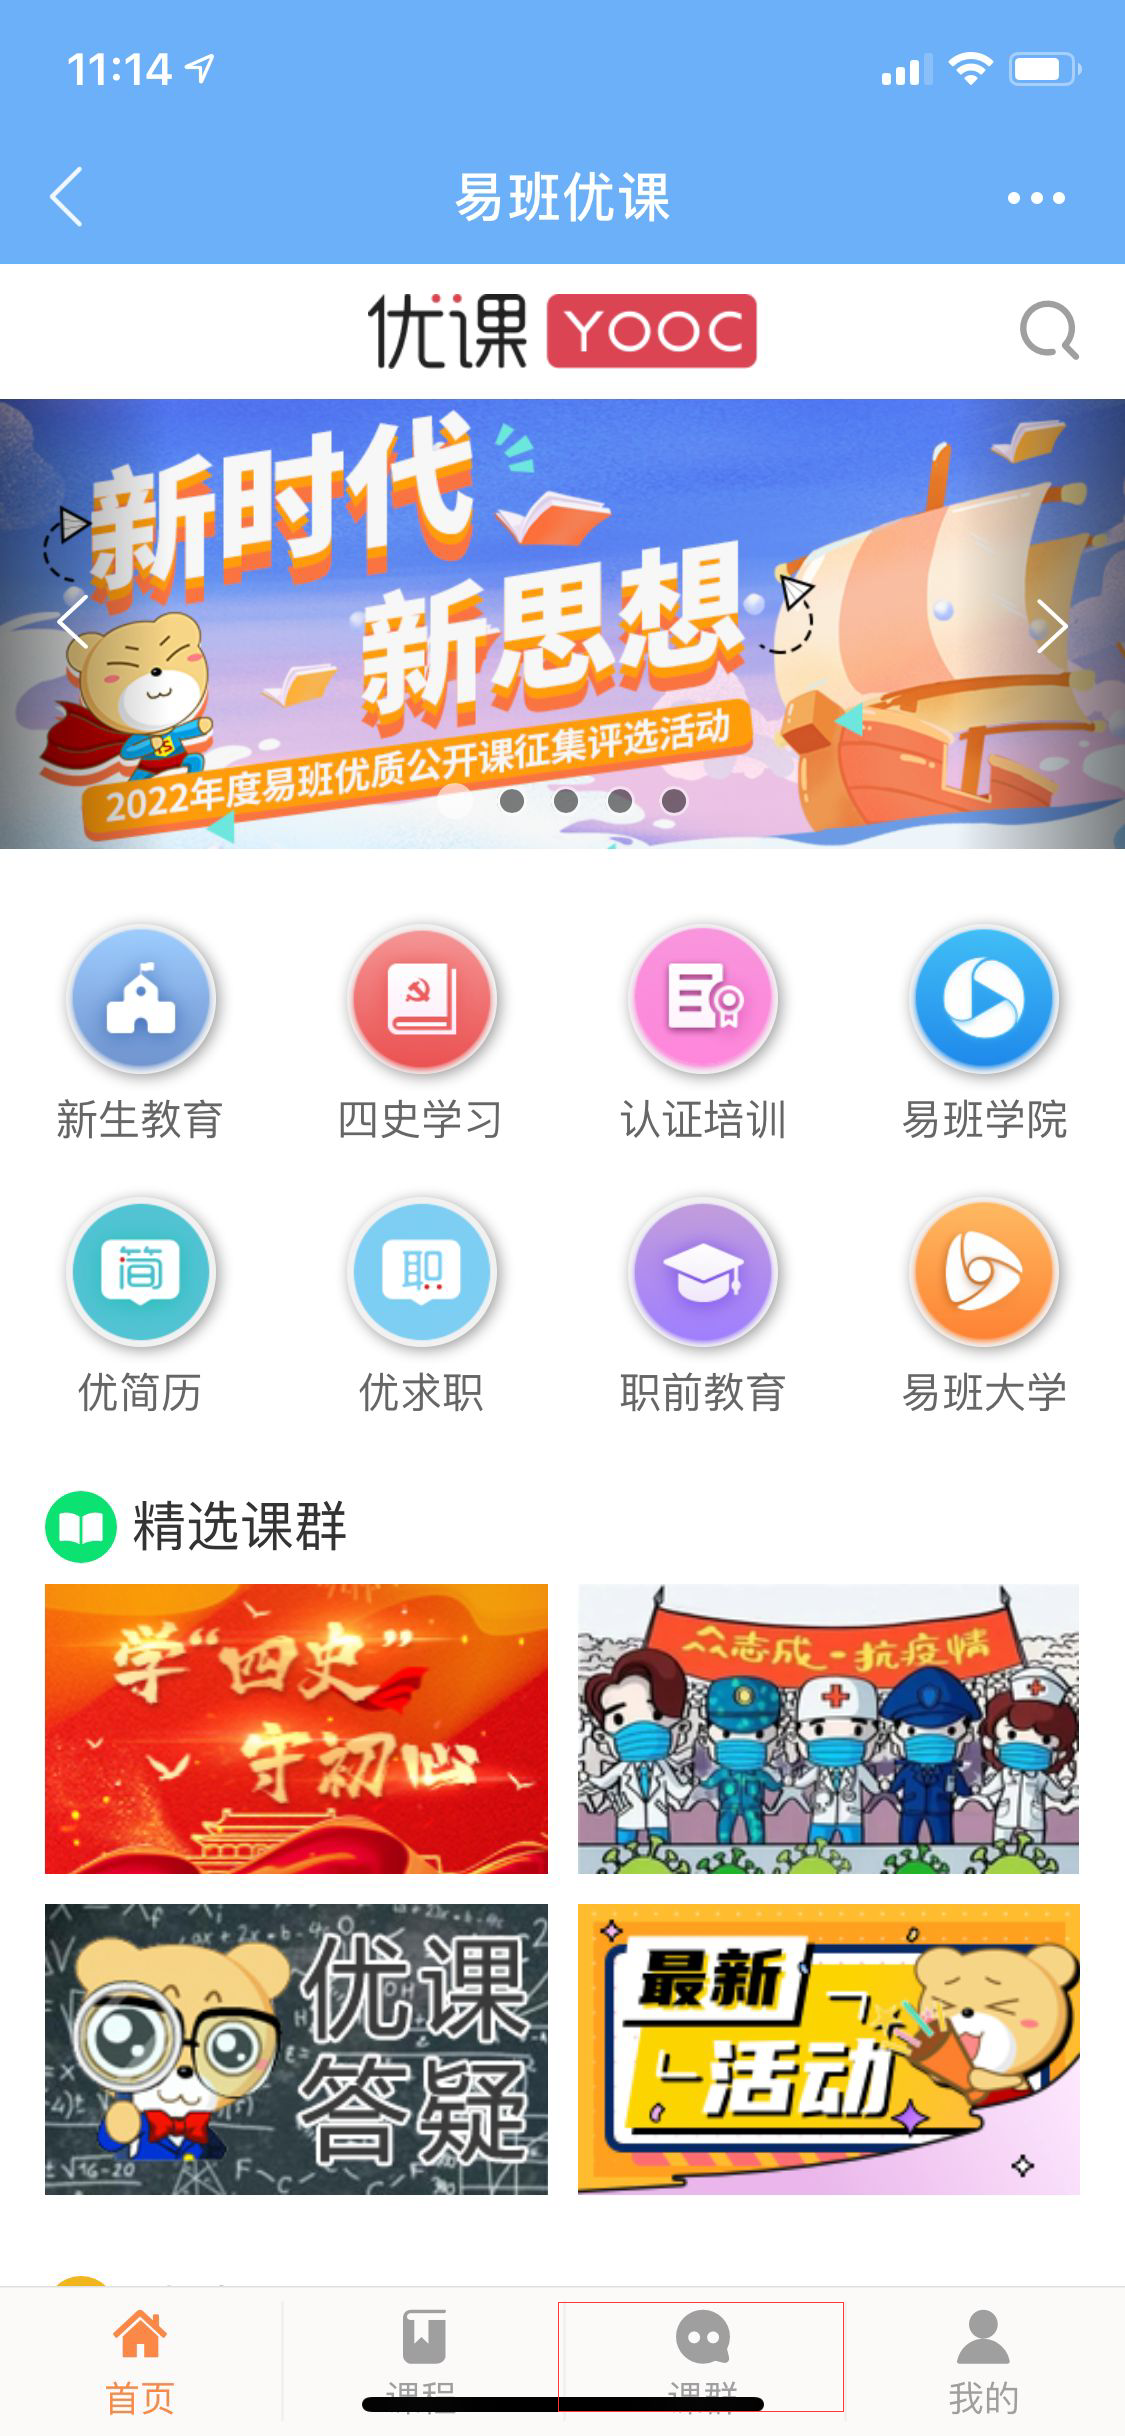 11:14
易班优课
优课 YOOC
新时代
新思想
2022年度易班优质公开课征集评选活动
新生教育 四史学习 认证培训 易班学院
简 职
优简历 优求职 职前教育 易班大学
精选课群
学“四史”
守初心
众志成一抗疫情
优课
答疑
最新
活动
首页 课程 课群 我的